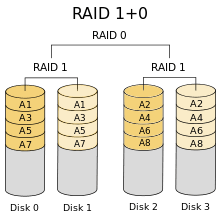 RAID 1+0
RAID 0
RAID 1 RAID 1
A1 A1 A2 A2
A3 A3 A4 A4
A5 A5 A6 A6
A7 A7 A8 A8
Disk 0 Disk 1 Disk 2 Disk 3